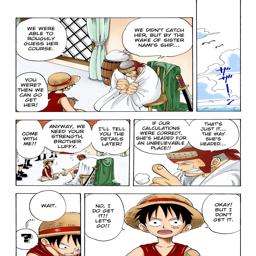 WE DIDN'T CATCH
HER, BUT BY THE
WAKE OF SISTER
NAMI'S SHIP...
WE WERE
ABLE TO
ROUGHLY
GUESS HER
COURSE.
YOU
WERE?
THEN WE
CAN GO
GET
HER!
THAT'S
JUST IT...
THE WAY
SHE'S
HEADED...
IF OUR
CALCULATIONS
WERE CORRECT,
SHE'S HEADED FOR
AN UNBELIEVABLE
PLACE!!
I'LL TELL
YOU THE
DETAILS
LATER!
ANYWAY, WE
NEED YOUR
STRENGTH,
BROTHER
LUFFY.
COME
WITH
ME!!
OKAY!
BUT I
DON'T
GET IT.
NO, I
DO GET
IT!!
LET'S
GO!!
WAIT.
?